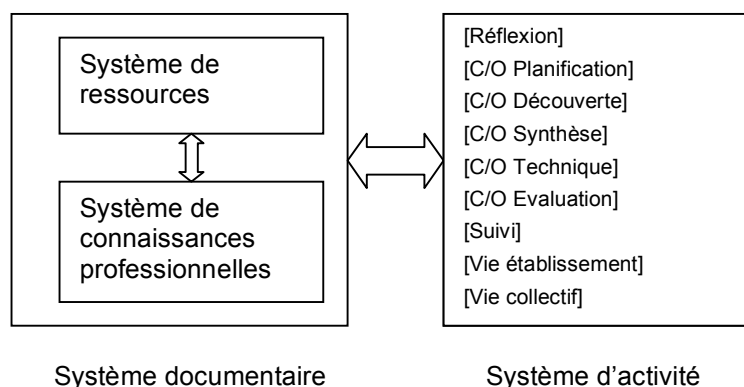 Système de
ressources
Système de
connaissances
professionnelles
[Réflexion]
[C/O Planification]
[C/O Découverte]
[C/O Synthèse]
[C/O Technique]
[C/O Evaluation]
[Suivi]
[Vie établissement]
[Vie collectif]
Système documentaire
Système d’activité